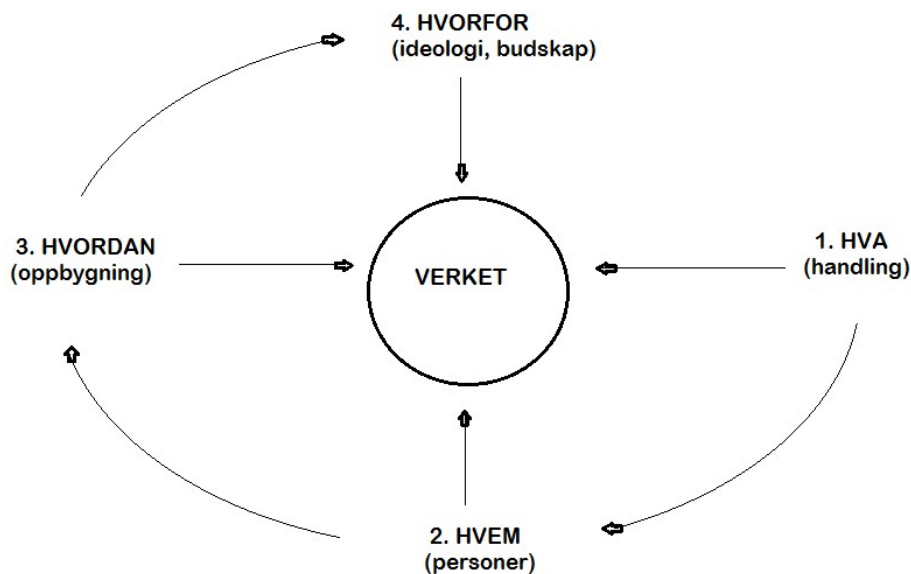 4. HVORFOR
(ideologi, budskap)
3. HVORDAN
(oppbygning)
VERKET
1. HVA
(handling)
2. HVEM
(personer)